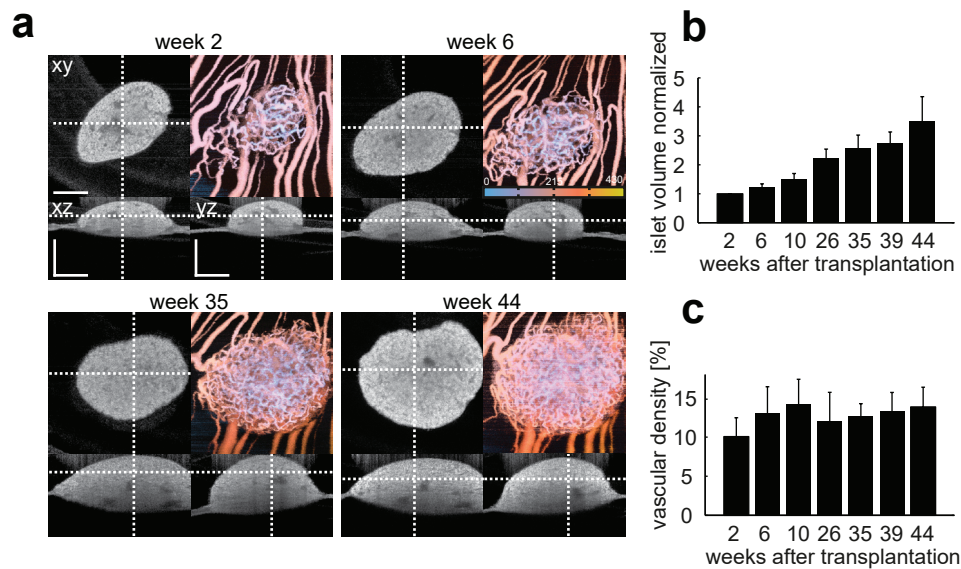 a
week 2
week 6
xy
0 215 430
xz
yz
week 35
week 44
b
islet volume normalized
5
4
3
2
1
0
2 6 10 26 35 39 44
weeks after transplantation
c
vascular density [%]
15
10
5
0
2 6 10 26 35 39 44
weeks after transplantation